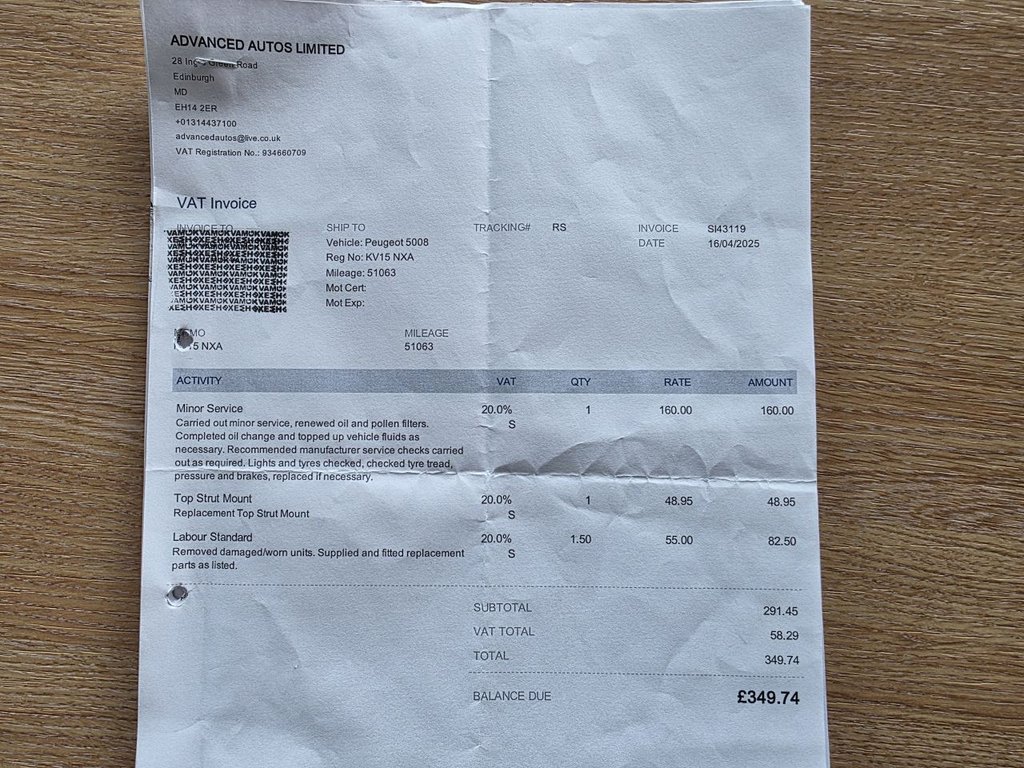 ADVANCED AUTOS LIMITED
28 Green Road
Edinburgh
MD
EH14 2ER
+01314437100
advancedautos@live.co.uk
VAT Registration No.: 934660709
VAT Invoice
INVOICE TO
SHIP TO
Vehicle: Peugeot 5008
Reg No: KV15 NXA
Mileage: 51063
Mot Cert:
Mot Exp:
TRACKING# RS
INVOICE SI43119
DATE 16/04/2025
MEMO
NXA
MILEAGE
51063
ACTIVITY VAT QTY RATE AMOUNT
Minor Service 20.0% 1 160.00 160.00
Carried out minor service, renewed oil and pollen filters. S
Completed oil change and topped up vehicle fluids as
necessary. Recommended manufacturer service checks carried
out as required. Lights and tyres checked, checked tyre tread,
pressure and brakes, replaced if necessary.
Top Strut Mount 20.0% 1 48.95 48.95
Replacement Top Strut Mount S
Labour Standard 20.0% 1.50 55.00 82.50
Removed damaged/worn units. Supplied and fitted replacement S
parts as listed.
SUBTOTAL 291.45
VAT TOTAL 58.29
TOTAL 349.74
BALANCE DUE £349.74